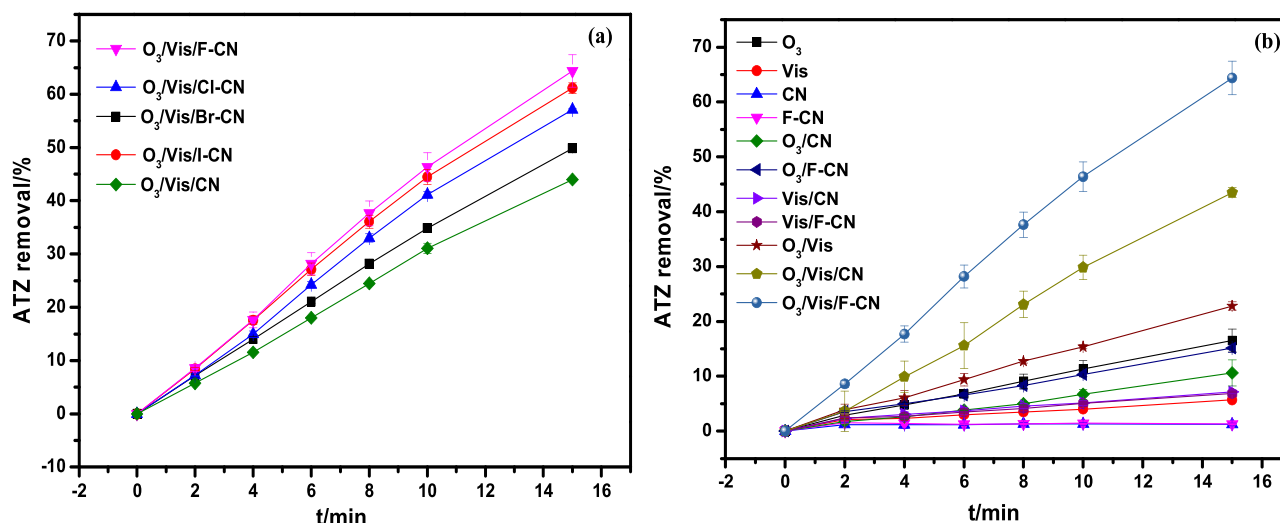 (a)
O₃/Vis/F-CN
O₃/Vis/Cl-CN
O₃/Vis/Br-CN
O₃/Vis/I-CN
O₃/Vis/CN
ATZ removal/%
70
60
50
40
30
20
10
0
-10
-2 0 2 4 6 8 10 12 14 16
t/min
(b)
O₃
Vis
CN
F-CN
O₃/CN
O₃/F-CN
Vis/CN
Vis/F-CN
O₃/Vis
O₃/Vis/CN
O₃/Vis/F-CN
ATZ removal/%
70
60
50
40
30
20
10
0
-2 0 2 4 6 8 10 12 14 16
t/min